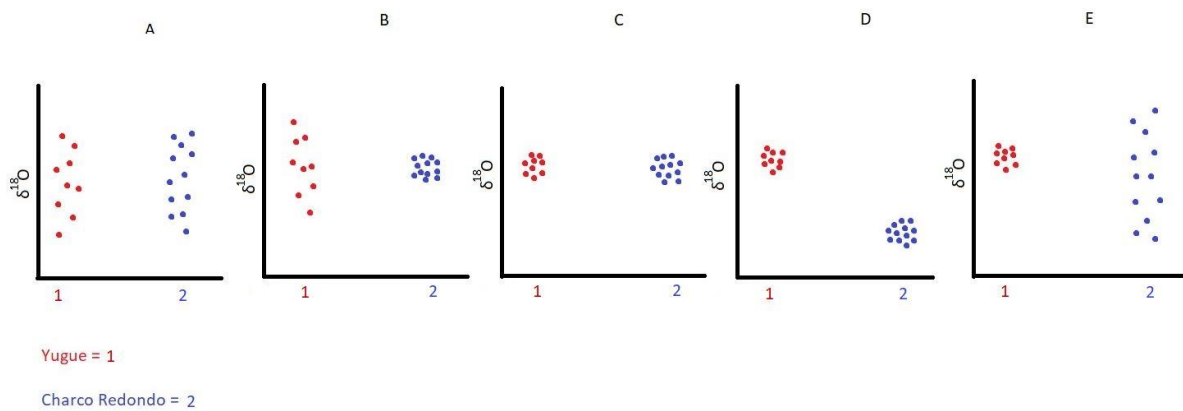 A
B
C
D
E
δ¹⁸O
δ¹⁸O
δ¹⁸O
δ¹⁸O
δ¹⁸O
1 2
1 2
1 2
1 2
1 2
Yugue = 1
Charco Redondo = 2